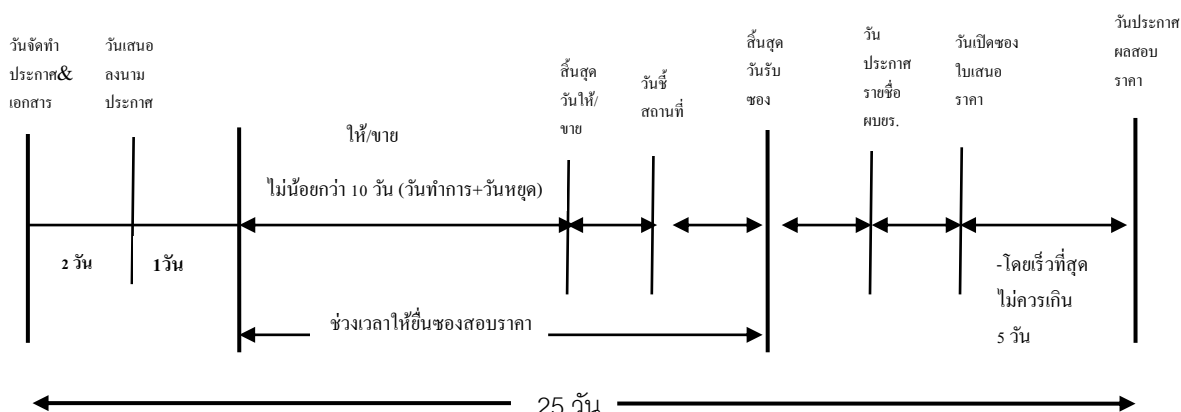 วันจัดทำ
ประกาศ&
เอกสาร
วันเสนอ
ลงนาม
ประกาศ
สิ้นสุด
วันให้/
ขาย
วันชี้
สถานที่
สิ้นสุด
วันรับ
ซอง
วัน
ประกาศ
รายชื่อ
ผบยร.
วันเปิดซอง
ใบเสนอ
ราคา
วันประกาศ
ผลสอบ
ราคา
ให้/ขาย
ไม่น้อยกว่า 10 วัน (วันทำการ+วันหยุด)
2 วัน
1วัน
-โดยเร็วที่สุด
ไม่ควรเกิน
5 วัน
ช่วงเวลาให้ยื่นซองสอบราคา
25 วัน